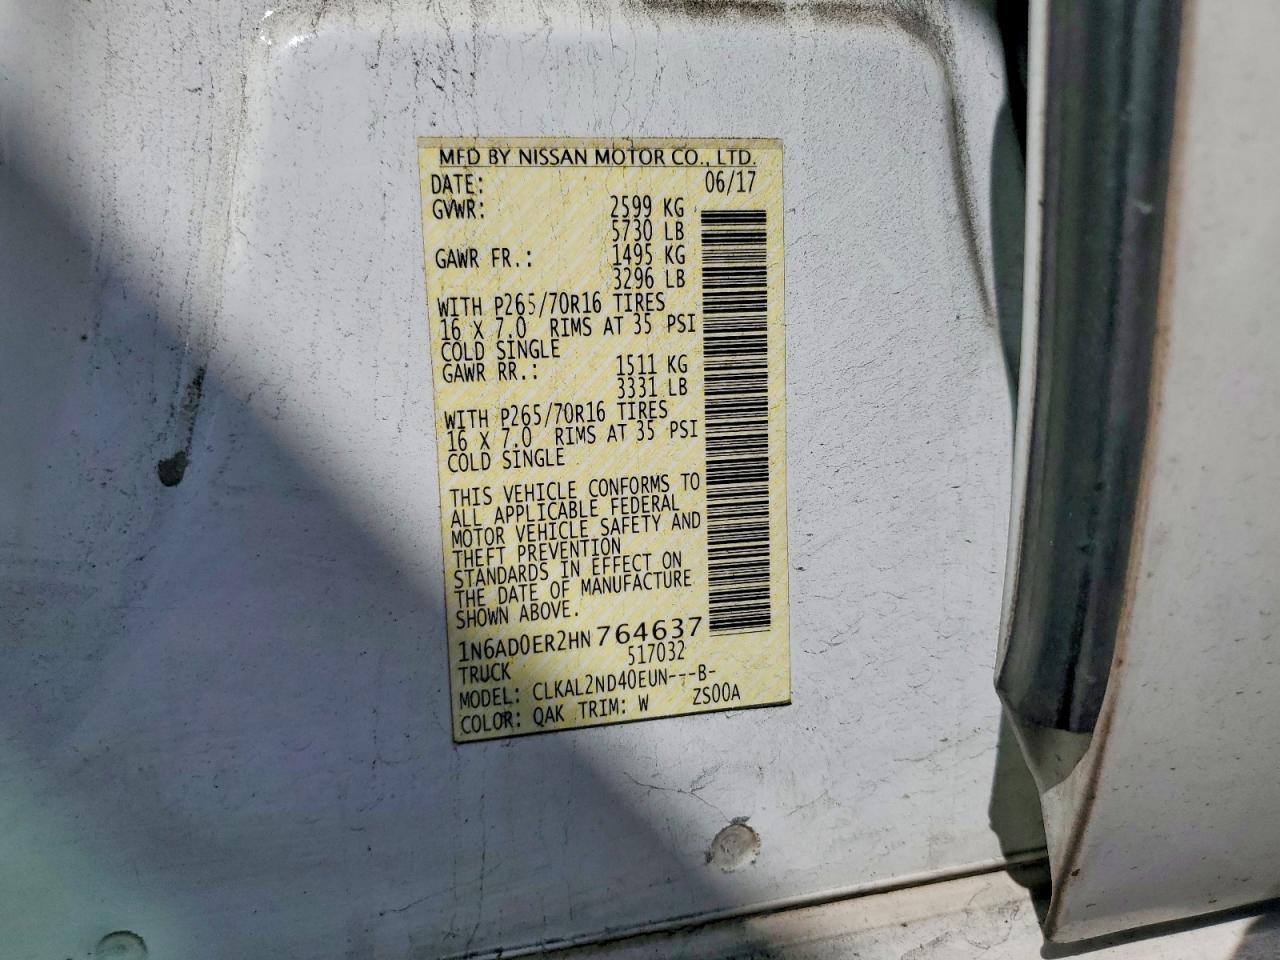 MFD BY NISSAN MOTOR CO., LTD.
DATE: 06/17
GVWR: 2599 KG
5730 LB
GAWR FR.: 1495 KG
3296 LB
WITH P265/70R16 TIRES
16 X 7.0 RIMS AT 35 PSI
COLD SINGLE
GAWR RR.: 1511 KG
3331 LB
WITH P265/70R16 TIRES
16 X 7.0 RIMS AT 35 PSI
COLD SINGLE
THIS VEHICLE CONFORMS TO
ALL APPLICABLE FEDERAL
MOTOR VEHICLE SAFETY AND
THEFT PREVENTION
STANDARDS IN EFFECT ON
THE DATE OF MANUFACTURE
SHOWN ABOVE.
1N6AD0ER2HN764637
517032
TRUCK
MODEL: CLKAL2ND40EUN---B-
COLOR: QAK TRIM: W ZS00A